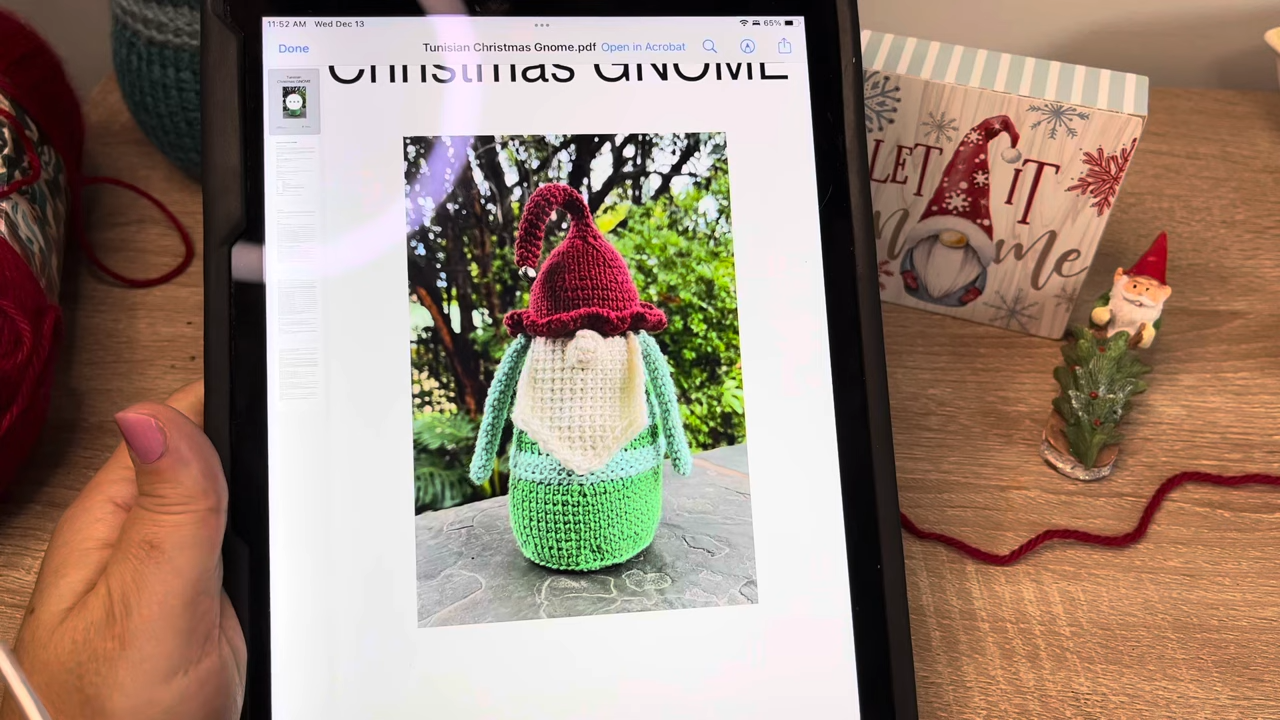 11:52 AM Wed Dec 13
65%
Done
Tunisian Christmas Gnome.pdf
Open in Acrobat
Christmas GNOME
LET IT
Gnome